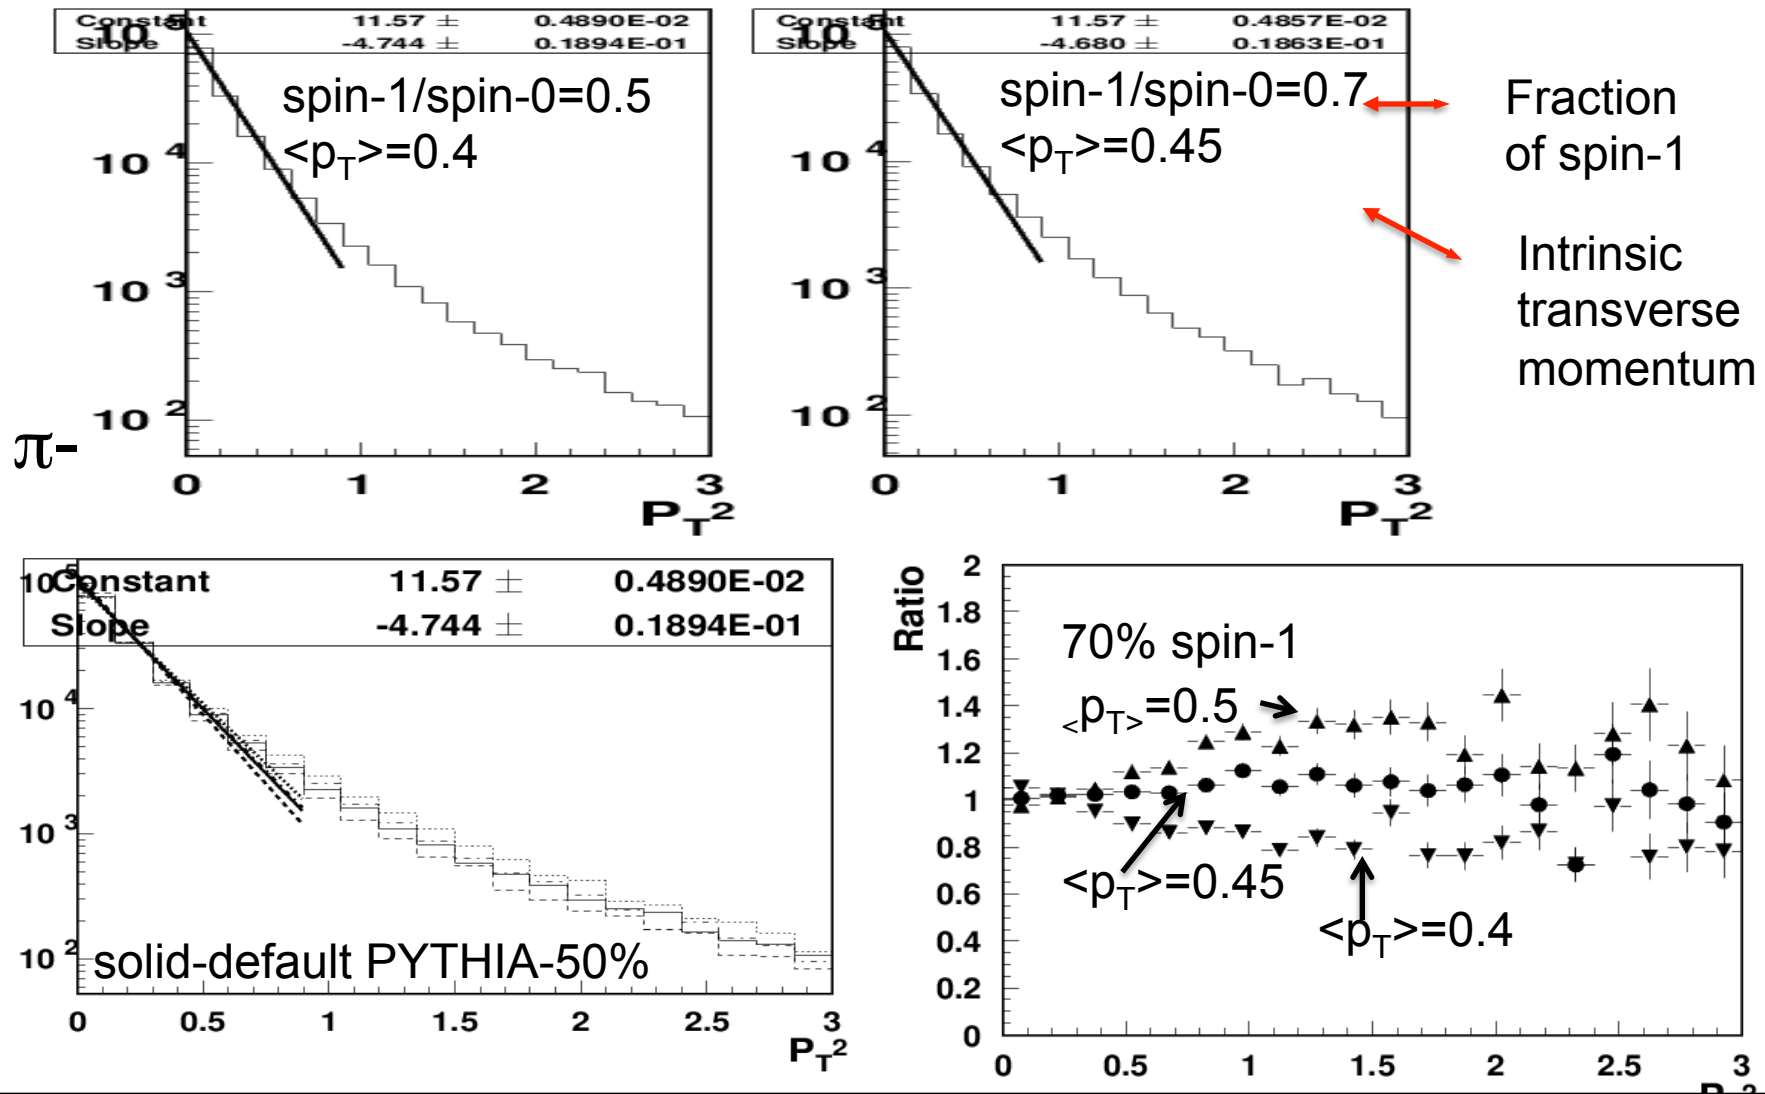 Constant 11.57 ± 0.4890E-02
Slope -4.744 ± 0.1894E-01
spin-1/spin-0=0.5
<pT>=0.4
10 5
10 4
10 3
10 2
0 1 2 3
PT2
Constant 11.57 ± 0.4857E-02
Slope -4.680 ± 0.1863E-01
spin-1/spin-0=0.7
<pT>=0.45
10 5
10 4
10 3
10 2
0 1 2 3
PT2
Fraction
of spin-1
Intrinsic
transverse
momentum
π-
Constant 11.57 ± 0.4890E-02
Slope -4.744 ± 0.1894E-01
10 5
10 4
10 3
10 2
solid-default PYTHIA-50%
0 0.5 1 1.5 2 2.5 3
PT2
Ratio
2
1.8
1.6
1.4
1.2
1
0.8
0.6
0.4
0.2
0
70% spin-1
<pT>=0.5
<pT>=0.45
<pT>=0.4
0 0.5 1 1.5 2 2.5 3